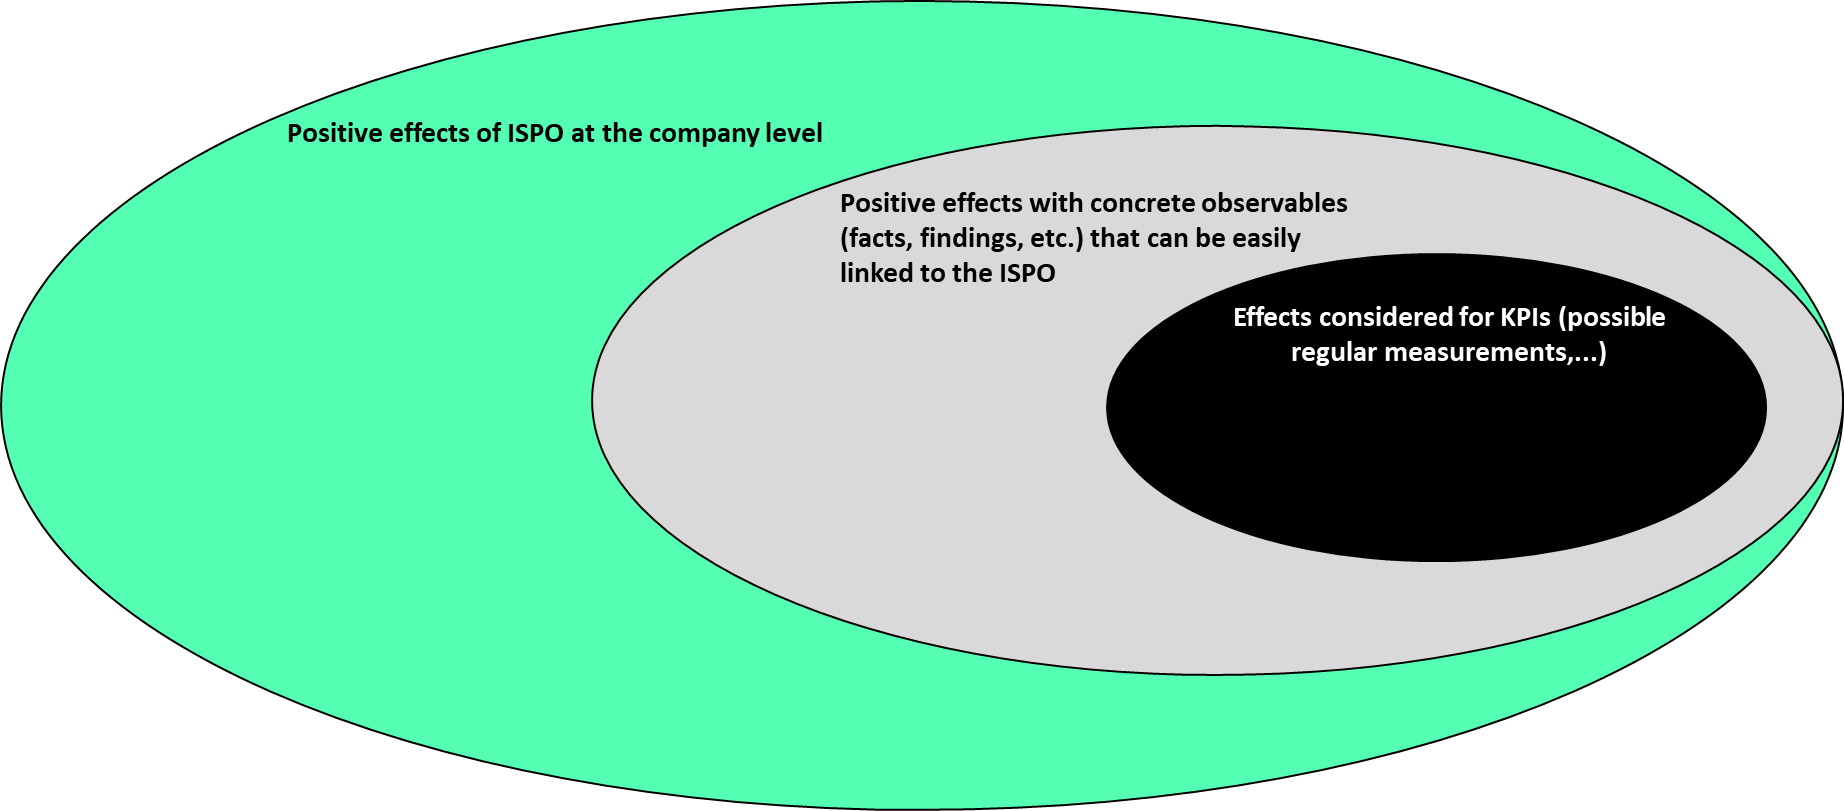 Positive effects of ISPO at the company level
Positive effects with concrete observables
(facts, findings, etc.) that can be easily
linked to the ISPO
Effects considered for KPIs (possible
regular measurements,...)